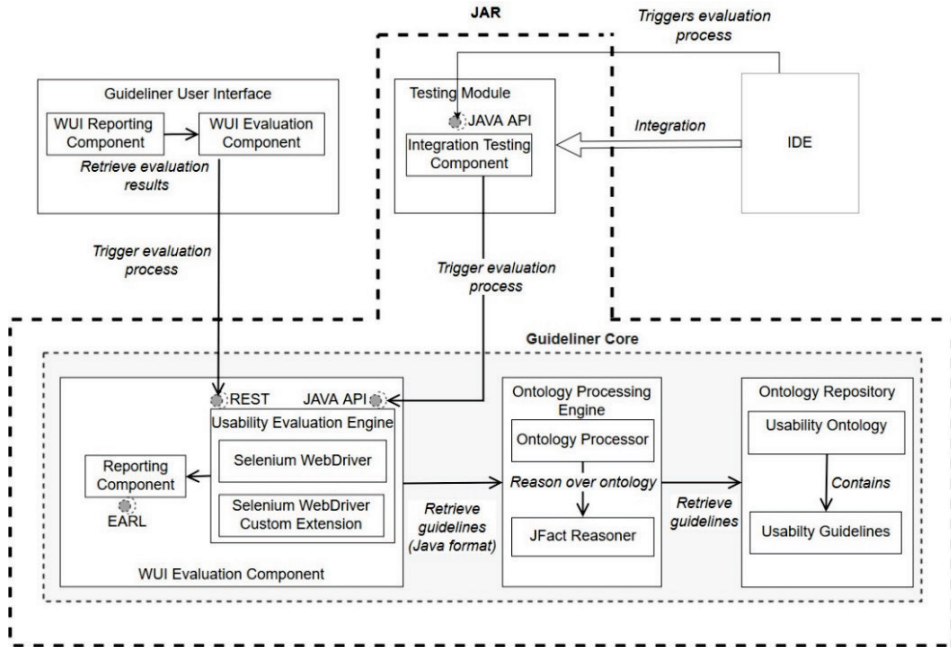 JAR
Triggers evaluation
process
Guideliner User Interface
WUI Reporting
Component
WUI Evaluation
Component
Retrieve evaluation
results
Testing Module
JAVA API
Integration Testing
Component
Integration
IDE
Trigger evaluation
process
Trigger evaluation
process
Guideliner Core
REST
JAVA API
Usability Evaluation Engine
Selenium WebDriver
Selenium WebDriver
Custom Extension
Reporting
Component
EARL
WUI Evaluation Component
Retrieve
guidelines
(Java format)
Ontology Processing
Engine
Ontology Processor
Reason over ontology
JFact Reasoner
Retrieve
guidelines
Ontology Repository
Usability Ontology
Contains
Usabilty Guidelines